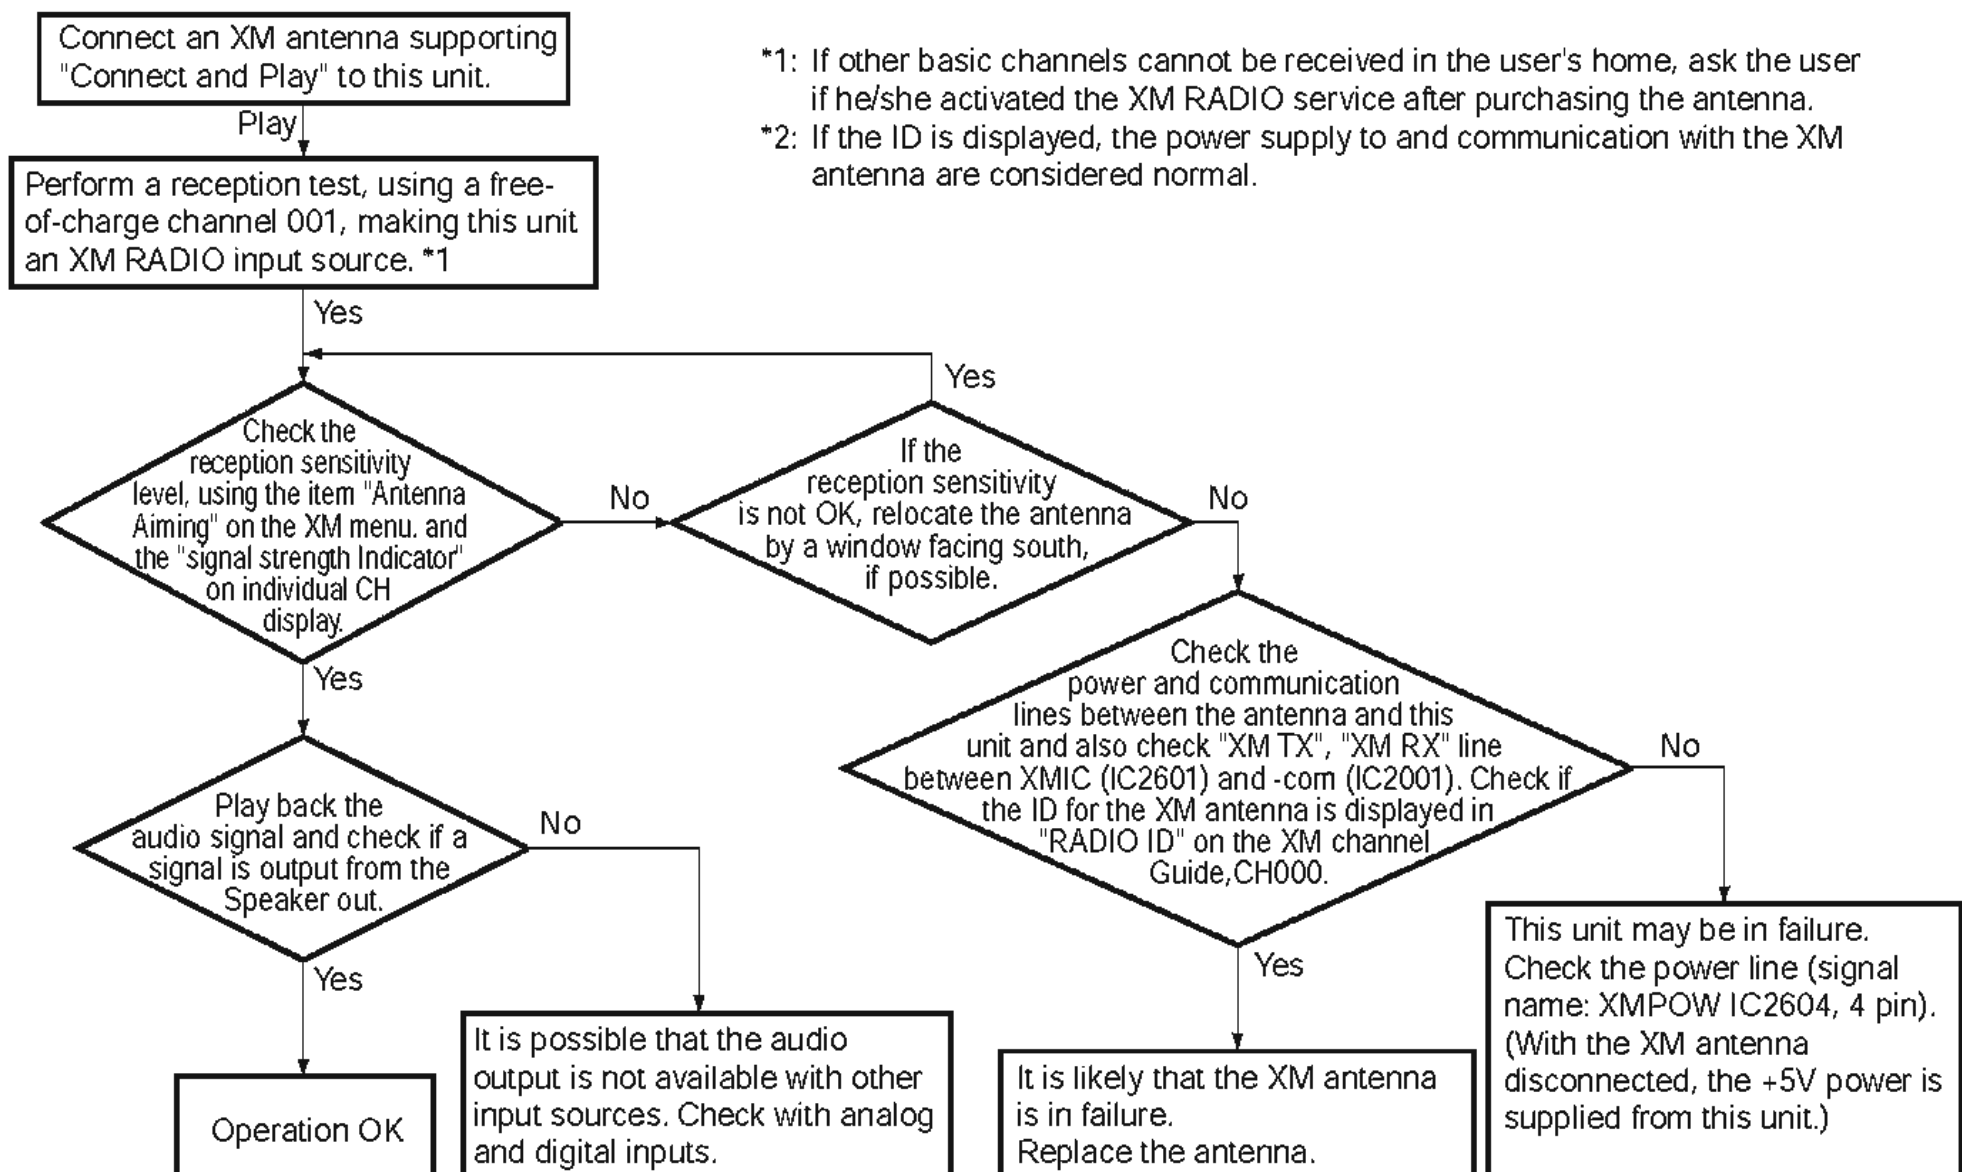 Connect an XM antenna supporting
"Connect and Play" to this unit.
Play
Perform a reception test, using a free-
of-charge channel 001, making this unit
an XM RADIO input source. *1
*1: If other basic channels cannot be received in the user's home, ask the user
if he/she activated the XM RADIO service after purchasing the antenna.
*2: If the ID is displayed, the power supply to and communication with the XM
antenna are considered normal.
Yes
Check the
reception sensitivity
level, using the item "Antenna
Aiming" on the XM menu. and
the "signal strength Indicator"
on individual CH
display.
No
Yes
If the
reception sensitivity
is not OK, relocate the antenna
by a window facing south,
if possible.
Yes
No
Play back the
audio signal and check if a
signal is output from the
Speaker out.
No
Yes
Check the
power and communication
lines between the antenna and this
unit and also check "XM TX", "XM RX" line
between XMIC (IC2601) and -com (IC2001). Check if
the ID for the XM antenna is displayed in
"RADIO ID" on the XM channel
Guide,CH000.
No
Yes
Operation OK
It is possible that the audio
output is not available with other
input sources. Check with analog
and digital inputs.
It is likely that the XM antenna
is in failure.
Replace the antenna.
This unit may be in failure.
Check the power line (signal
name: XMPOW IC2604, 4 pin).
(With the XM antenna
disconnected, the +5V power is
supplied from this unit.)